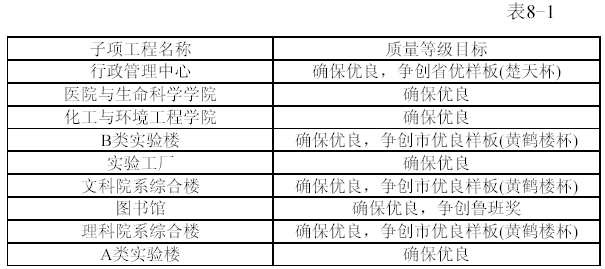 表8-1
子项工程名称 质量等级目标
行政管理中心 确保优良，争创省优样板(楚天杯)
医院与生命科学学院 确保优良
化工与环境工程学院 确保优良
B类实验楼 确保优良，争创市优良样板(黄鹤楼杯)
实验工厂 确保优良
文科院系综合楼 确保优良，争创市优良样板(黄鹤楼杯)
图书馆 确保优良，争创鲁班奖
理科院系综合楼 确保优良，争创市优良样板(黄鹤楼杯)
A类实验楼 确保优良